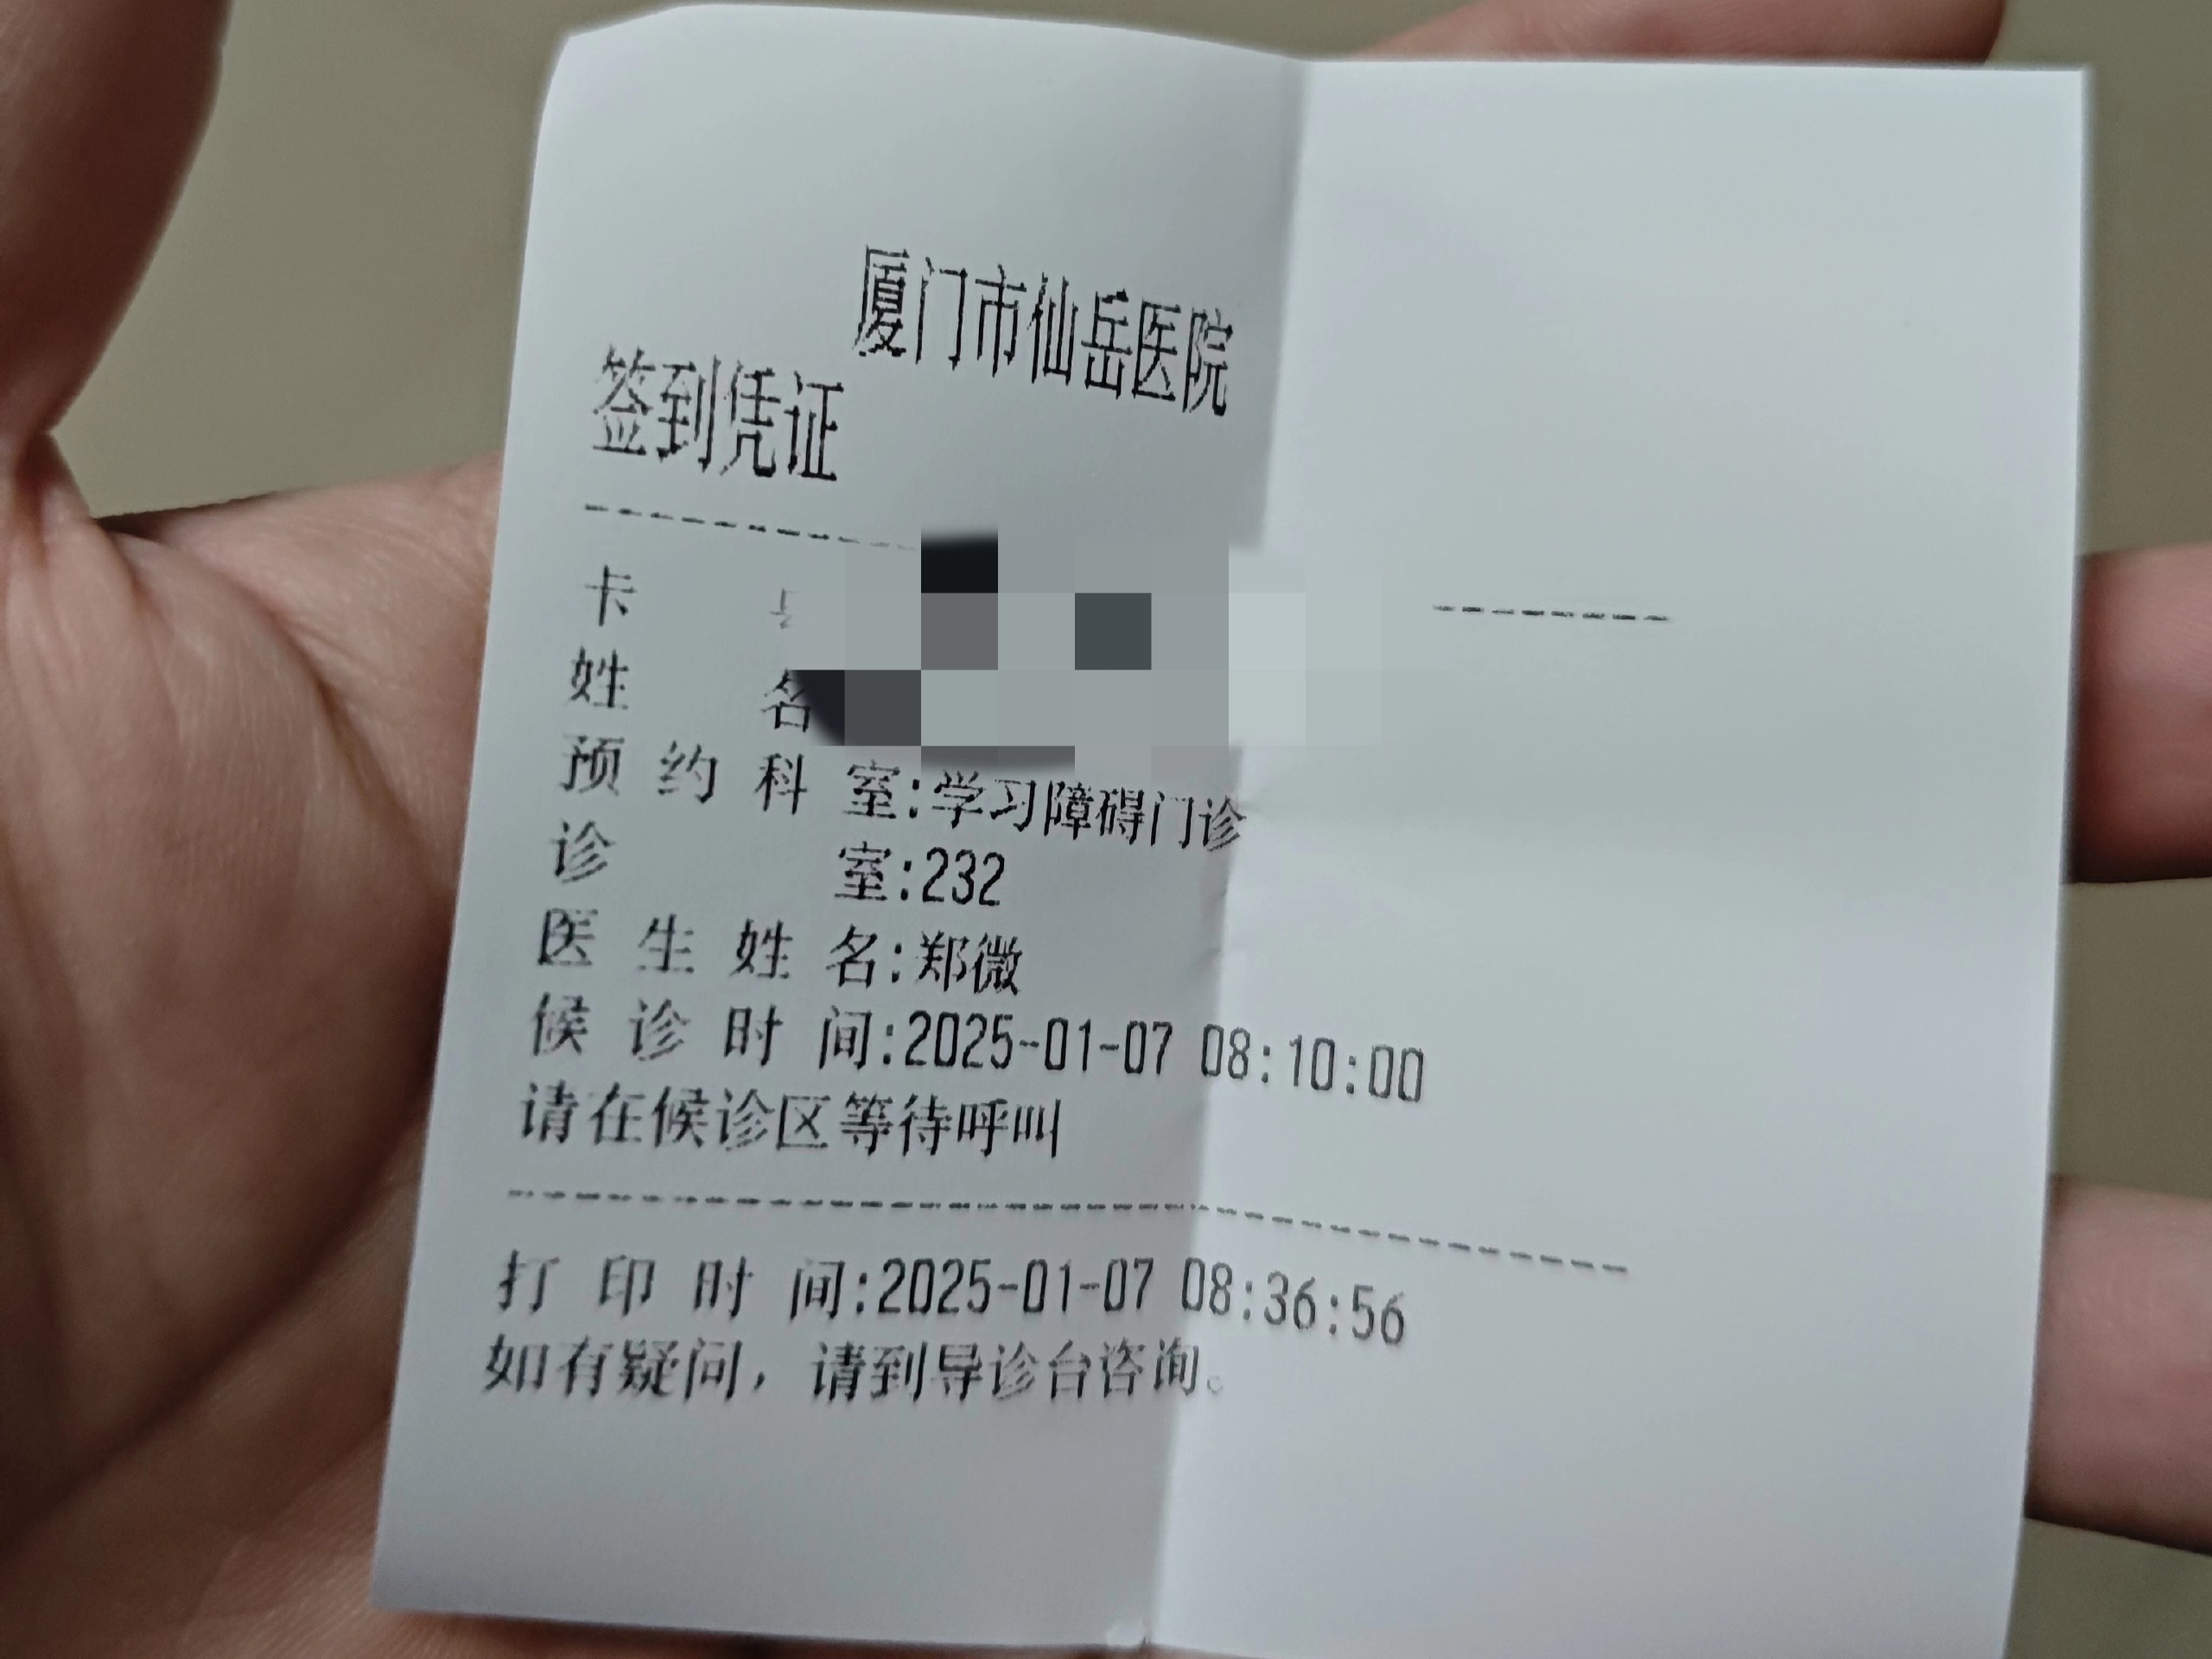 厦门市仙岳医院
签到凭证
卡
姓 名
预 约 科 室:学习障碍门诊
诊 室:232
医 生 姓 名:郑微
候 诊 时 间:2025-01-07 08:10:00
请在候诊区等待呼叫
打 印 时 间:2025-01-07 08:36:56
如有疑问，请到导诊台咨询。